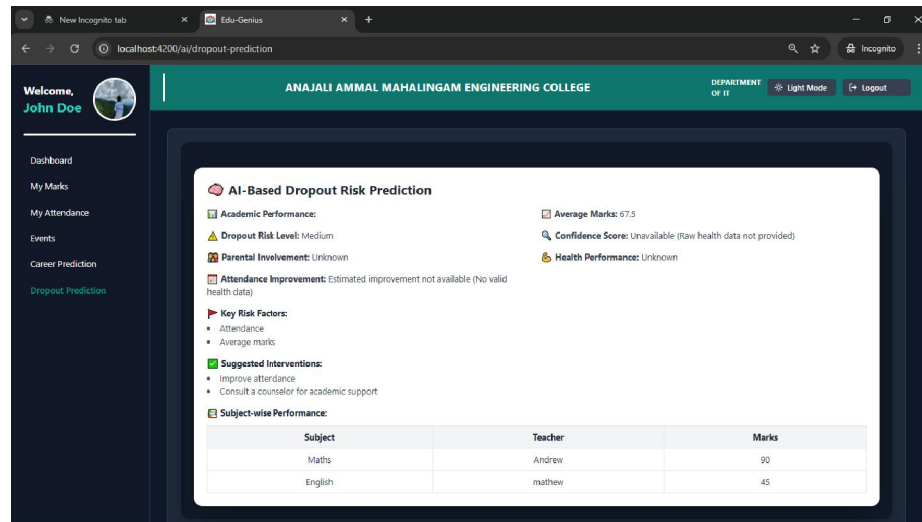 New Incognito tab
Edu-Genius
localhost:4200/ai/dropout-prediction
Incognito
Welcome,
John Doe
ANAJALI AMMAL MAHALINGAM ENGINEERING COLLEGE
DEPARTMENT
OF IT
Light Mode
Logout
Dashboard
My Marks
My Attendance
Events
Career Prediction
Dropout Prediction
AI-Based Dropout Risk Prediction
Academic Performance:
Average Marks: 67.5
Dropout Risk Level: Medium
Confidence Score: Unavailable (Raw health data not provided)
Parental Involvement: Unknown
Health Performance: Unknown
Attendance Improvement: Estimated improvement not available (No valid
health data)
Key Risk Factors:
Attendance
Average marks
Suggested Interventions:
Improve attendance
Consult a counselor for academic support
Subject-wise Performance:
Subject Teacher Marks
Maths Andrew 90
English mathew 45